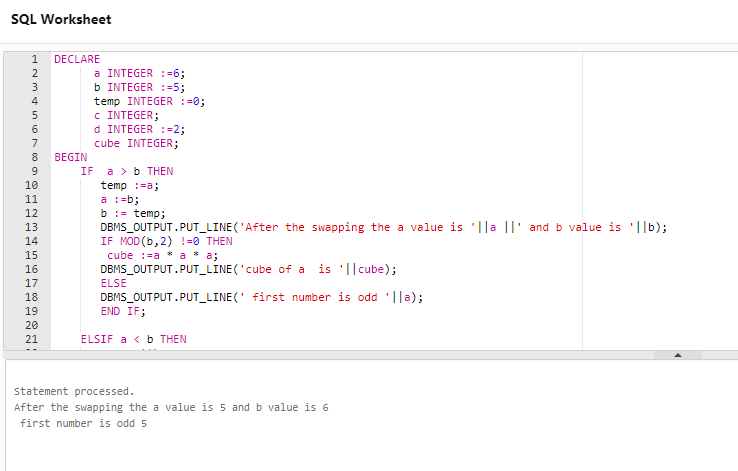 SQL Worksheet
1 DECLARE
2 a INTEGER :=6;
3 b INTEGER :=5;
4 temp INTEGER :=0;
5 c INTEGER;
6 d INTEGER :=2;
7 cube INTEGER;
8 BEGIN
9 IF a > b THEN
10 temp :=a;
11 a :=b;
12 b := temp;
13 DBMS_OUTPUT.PUT_LINE('After the swapping the a value is '||a ||' and b value is '||b);
14 IF MOD(b,2) !=0 THEN
15 cube :=a * a * a;
16 DBMS_OUTPUT.PUT_LINE('cube of a is '||cube);
17 ELSE
18 DBMS_OUTPUT.PUT_LINE(' first number is odd '||a);
19 END IF;
20
21 ELSIF a < b THEN
Statement processed.
After the swapping the a value is 5 and b value is 6
first number is odd 5